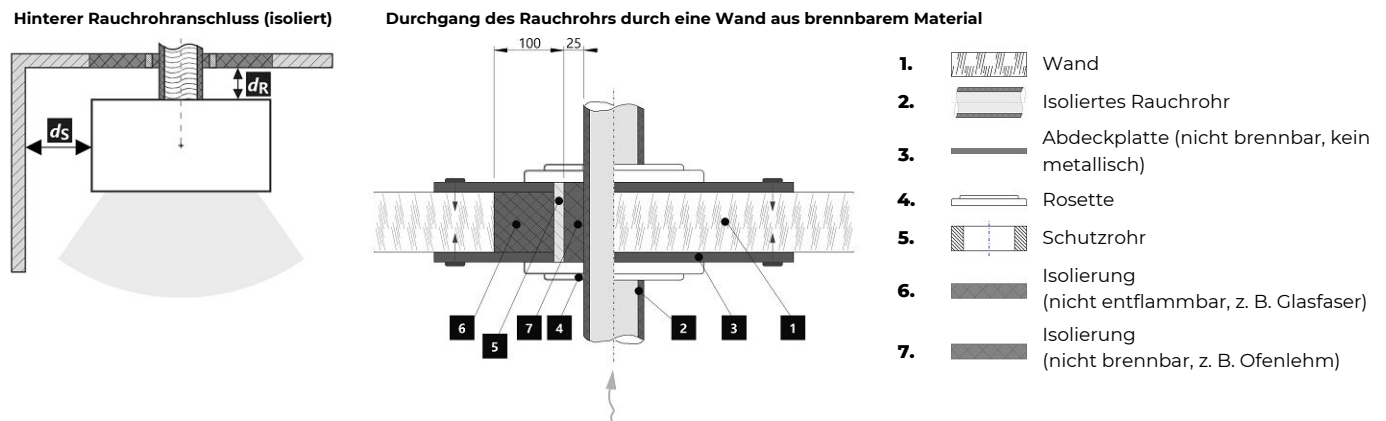 Hinterer Rauchrohranschluss (isoliert)
dR
dS
Durchgang des Rauchrohrs durch eine Wand aus brennbarem Material
100 25
6 5 7 4 2 3 1
1. Wand
2. Isoliertes Rauchrohr
3. Abdeckplatte (nicht brennbar, kein
metallisch)
4. Rosette
5. Schutzrohr
6. Isolierung
(nicht entflammbar, z. B. Glasfaser)
7. Isolierung
(nicht brennbar, z. B. Ofenlehm)